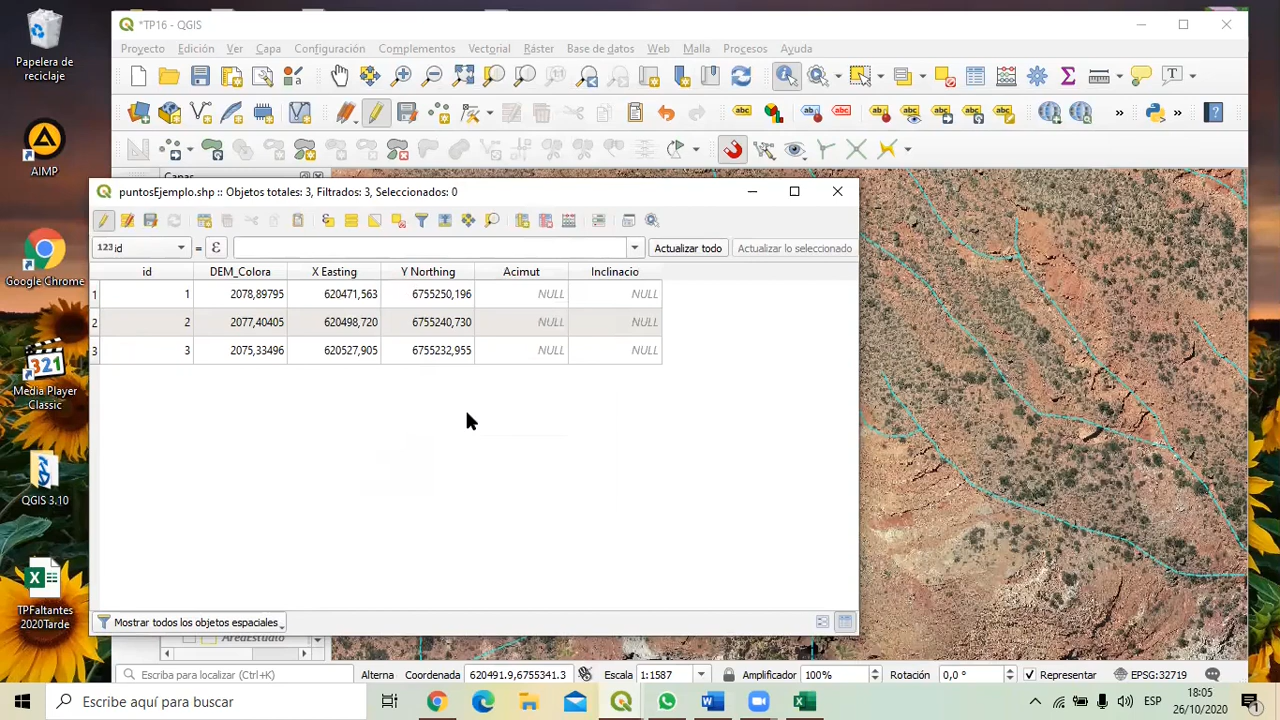 Papelera de
reciclaje
AIMP
Google Chrome
Media Player
Classic
QGIS 3.10
TPFaltantes
2020Tarde
*TP16 - QGIS
Proyecto Edición Ver Capa Configuración Complementos Vectorial Ráster Base de datos Web Malla Procesos Ayuda
Capas
puntosEjemplo.shp :: Objetos totales: 3, Filtrados: 3, Seleccionados: 0
123 id = ε Actualizar todo Actualizar lo seleccionado
id DEM_Colora X Easting Y Northing Acimut Inclinacio
1 1 2078,89795 620471,563 6755250,196 NULL NULL
2 2 2077,40405 620498,720 6755240,730 NULL NULL
3 3 2075,33496 620527,905 6755232,955 NULL NULL
Mostrar todos los objetos espaciales
AreaEstudio
Escriba para localizar (Ctrl+K) Alterna Coordenada 620491.9,6755341.3 Escala 1:1587 Amplificador 100% Rotación 0,0 ° Representar EPSG:32719
Escribe aquí para buscar
ESP
18:05
26/10/2020